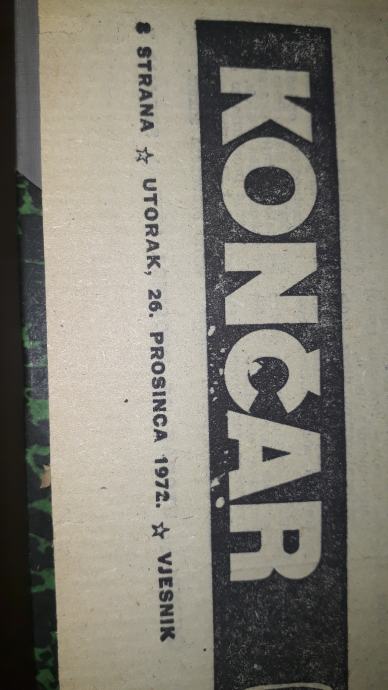 KONČAR
8 STRANA ☆ UTORAK, 26. PROSINCA 1972. ☆ VJESNIK